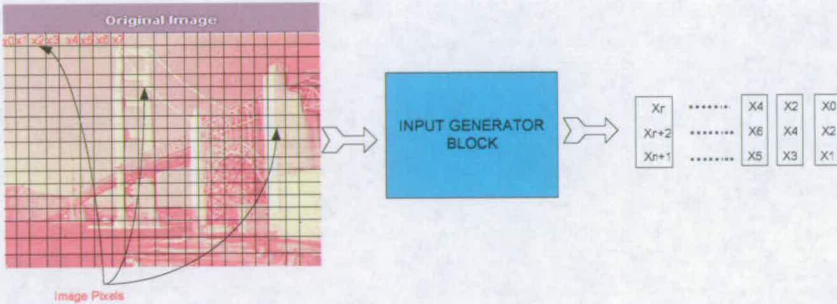 Original Image
x0 x1 x2 x3 x4 x5 x6 x7
INPUT GENERATOR
BLOCK
Xr ········ X4 X2 X0
Xr+2 ········ X6 X4 X2
Xr+1 ········ X5 X3 X1
Image Pixels